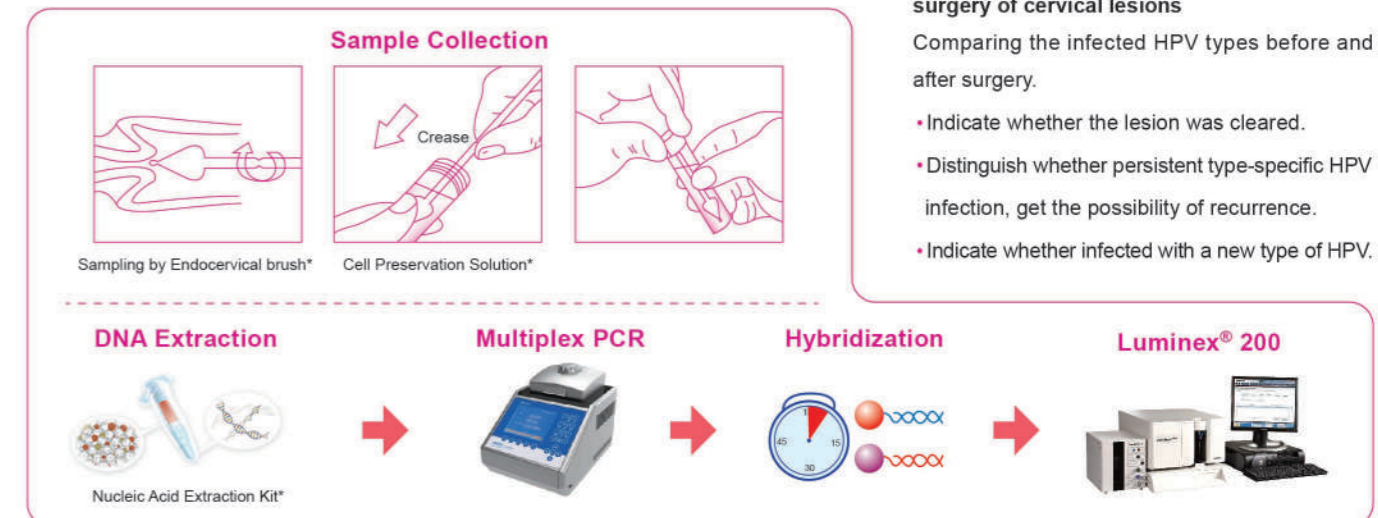 surgery of cervical lesions
Comparing the infected HPV types before and
after surgery.
•Indicate whether the lesion was cleared.
•Distinguish whether persistent type-specific HPV
infection, get the possibility of recurrence.
•Indicate whether infected with a new type of HPV.
Sample Collection
Crease
Sampling by Endocervical brush*
Cell Preservation Solution*
DNA Extraction
Multiplex PCR
Hybridization
Luminex® 200
45
15
30
Nucleic Acid Extraction Kit*